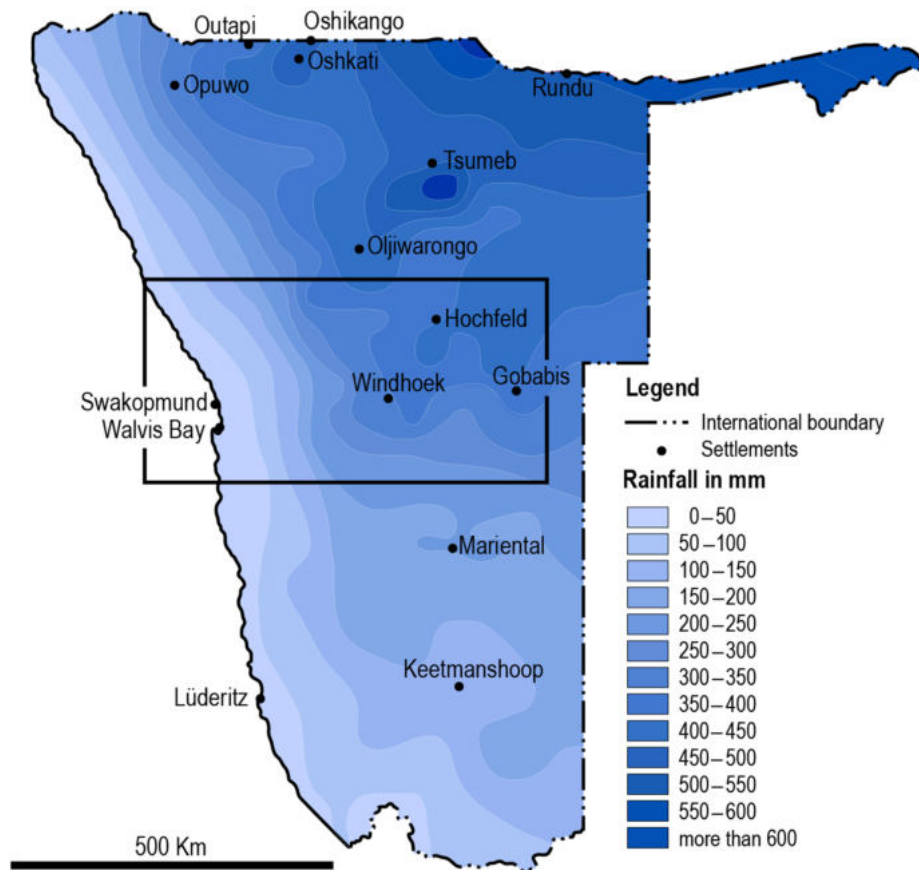 Oshikango
Outapi
Oshkati
Opuwo
Rundu
Tsumeb
Oljiwarongo
Hochfeld
Windhoek
Gobabis
Swakopmund
Walvis Bay
Mariental
Keetmanshoop
Lüderitz
500 Km
Legend
International boundary
Settlements
Rainfall in mm
0–50
50–100
100–150
150–200
200–250
250–300
300–350
350–400
400–450
450–500
500–550
550–600
more than 600